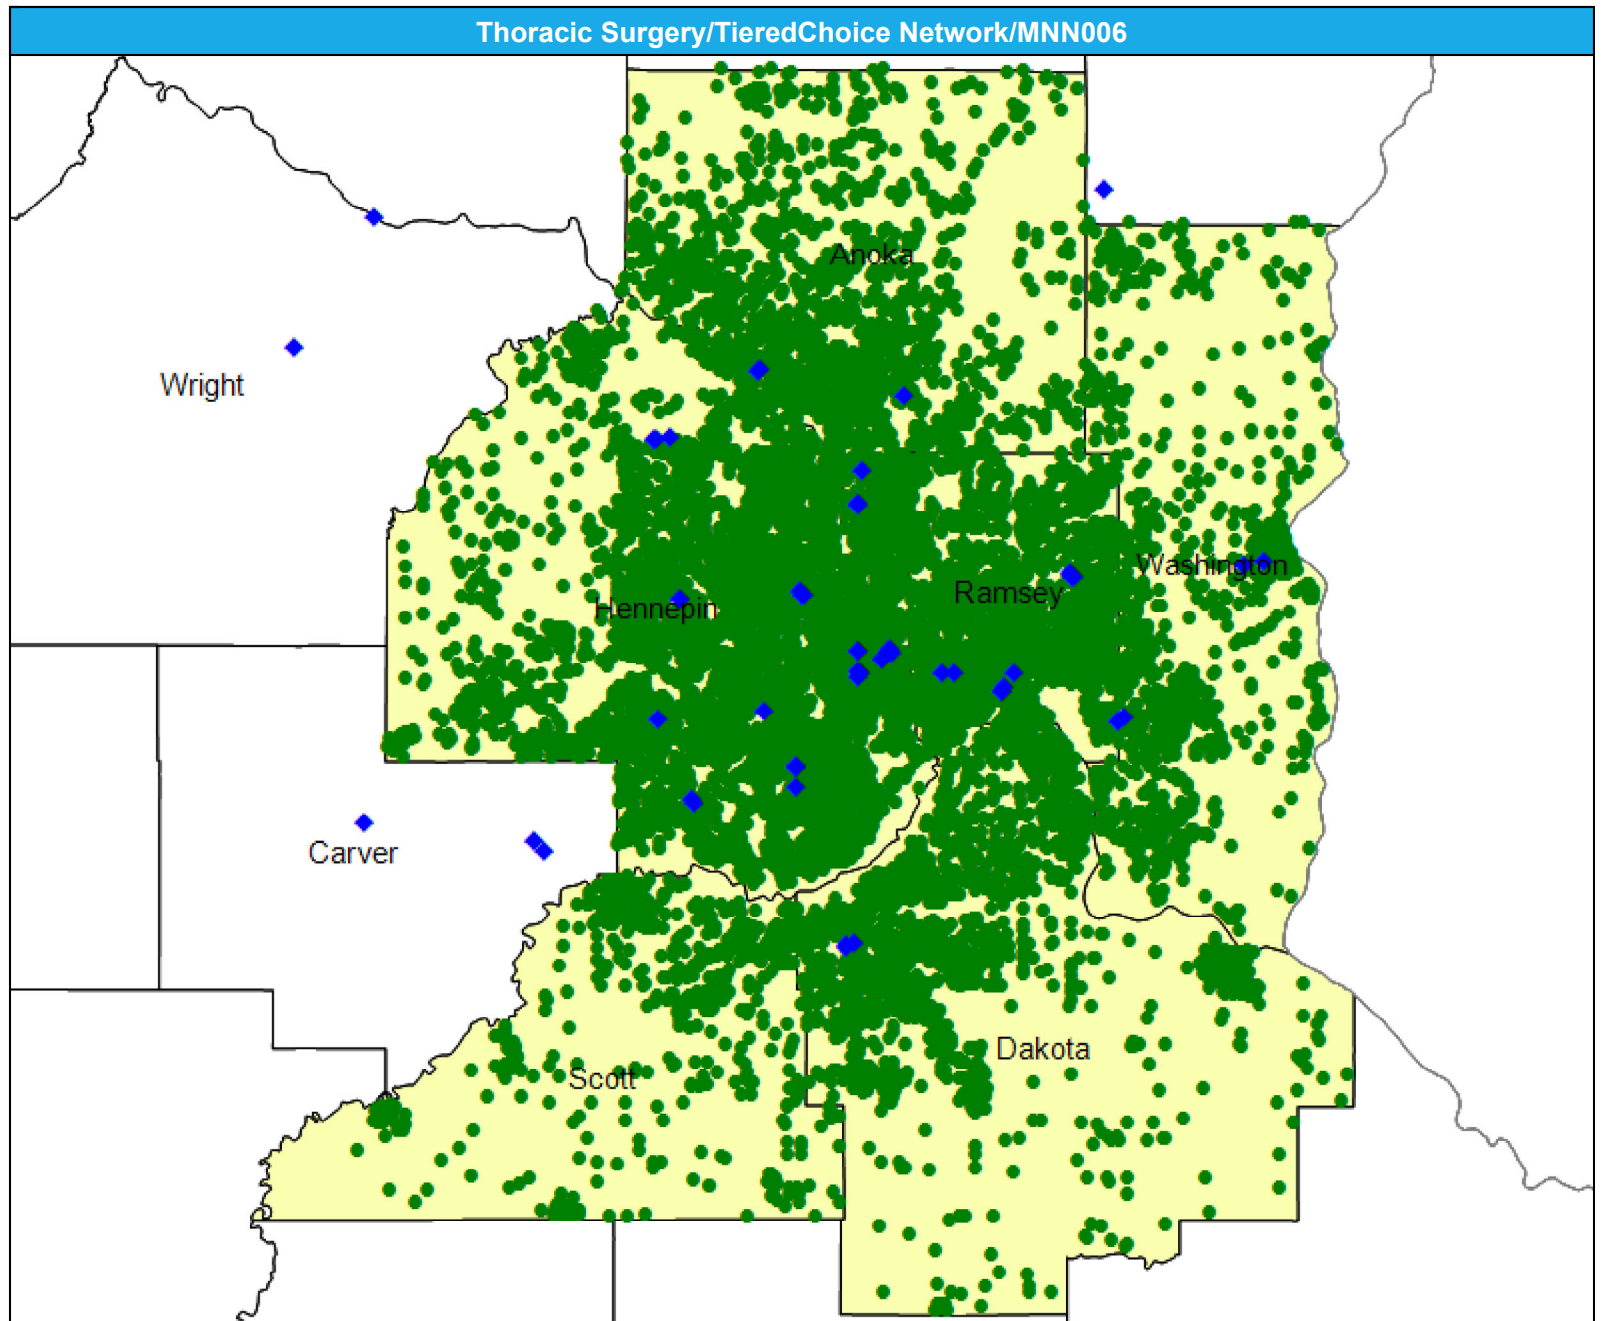 Thoracic Surgery/TieredChoice Network/MNN006
Anoka
Wright
Washington
Ramsey
Hennepin
Carver
Dakota
Scott